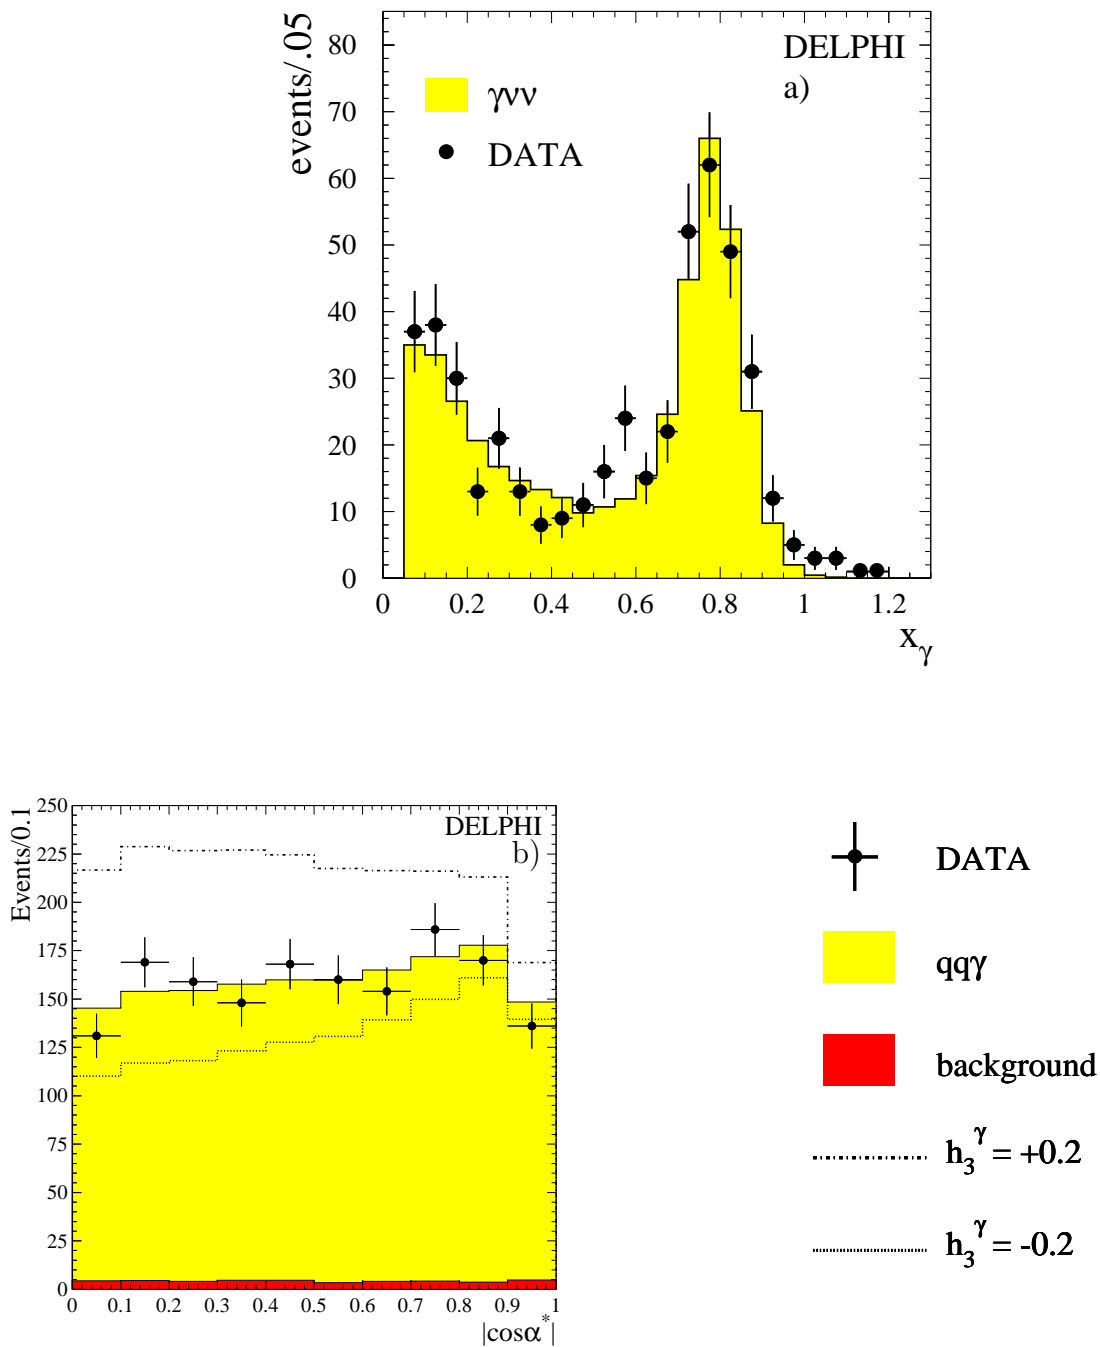 events/.05
DELPHI
a)
γνν
DATA
80
70
60
50
40
30
20
10
0
0 0.2 0.4 0.6 0.8 1 1.2
xγ
Events/0.1
DELPHI
b)
250
225
200
175
150
125
100
75
50
25
0
0 0.1 0.2 0.3 0.4 0.5 0.6 0.7 0.8 0.9 1
|cosα*|
DATA
qqγ
background
h₃^γ = +0.2
h₃^γ = -0.2